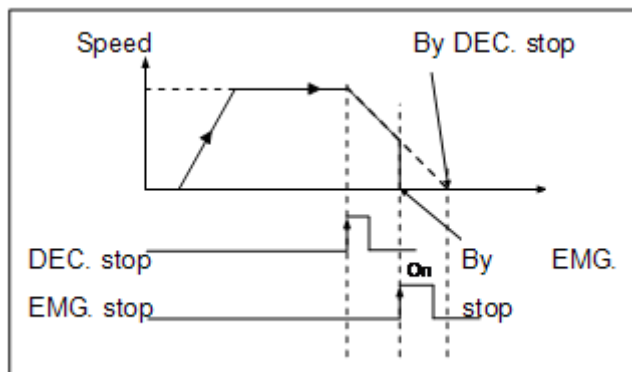 Speed
By DEC. stop
DEC. stop
By EMG.
On
EMG. stop
stop